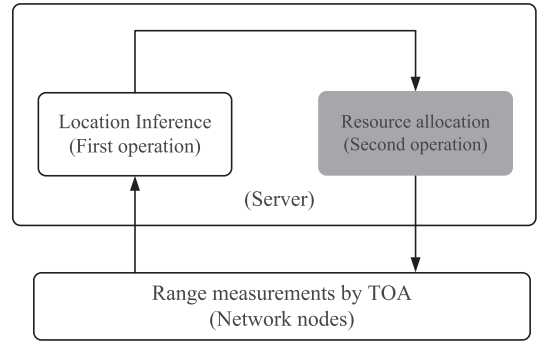 Location Inference
(First operation)
Resource allocation
(Second operation)
(Server)
Range measurements by TOA
(Network nodes)